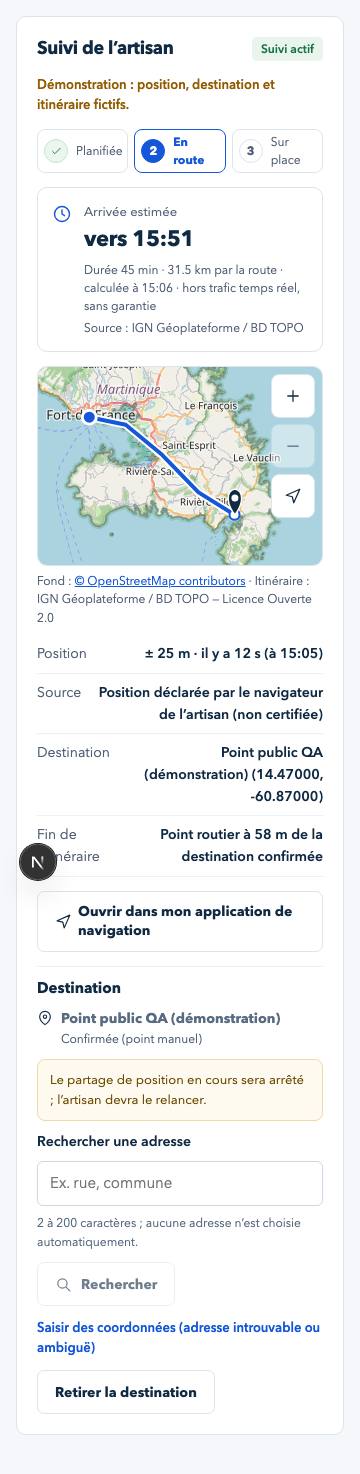 Suivi de l’artisan
Suivi actif
Démonstration : position, destination et
itinéraire fictifs.
Planifiée
2
En
route
3
Sur
place
Arrivée estimée
vers 15:51
Durée 45 min · 31.5 km par la route ·
calculée à 15:06 · hors trafic temps réel,
sans garantie
Source : IGN Géoplateforme / BD TOPO
Martinique
Fort-de-France
Le François
+
Saint-Esprit
Le Vauclin
−
Fond : © OpenStreetMap contributors · Itinéraire :
IGN Géoplateforme / BD TOPO – Licence Ouverte
2.0
Position
± 25 m · il y a 12 s (à 15:05)
Source
Position déclarée par le navigateur
de l’artisan (non certifiée)
Destination
Point public QA
(démonstration) (14.47000,
-60.87000)
Fin de
Point routier à 58 m de la
destination confirmée
N
Ouvrir dans mon application de
navigation
Destination
Point public QA (démonstration)
Confirmée (point manuel)
Le partage de position en cours sera arrêté
; l’artisan devra le relancer.
Rechercher une adresse
Ex. rue, commune
2 à 200 caractères ; aucune adresse n’est choisie
automatiquement.
Rechercher
Saisir des coordonnées (adresse introuvable ou
ambiguë)
Retirer la destination